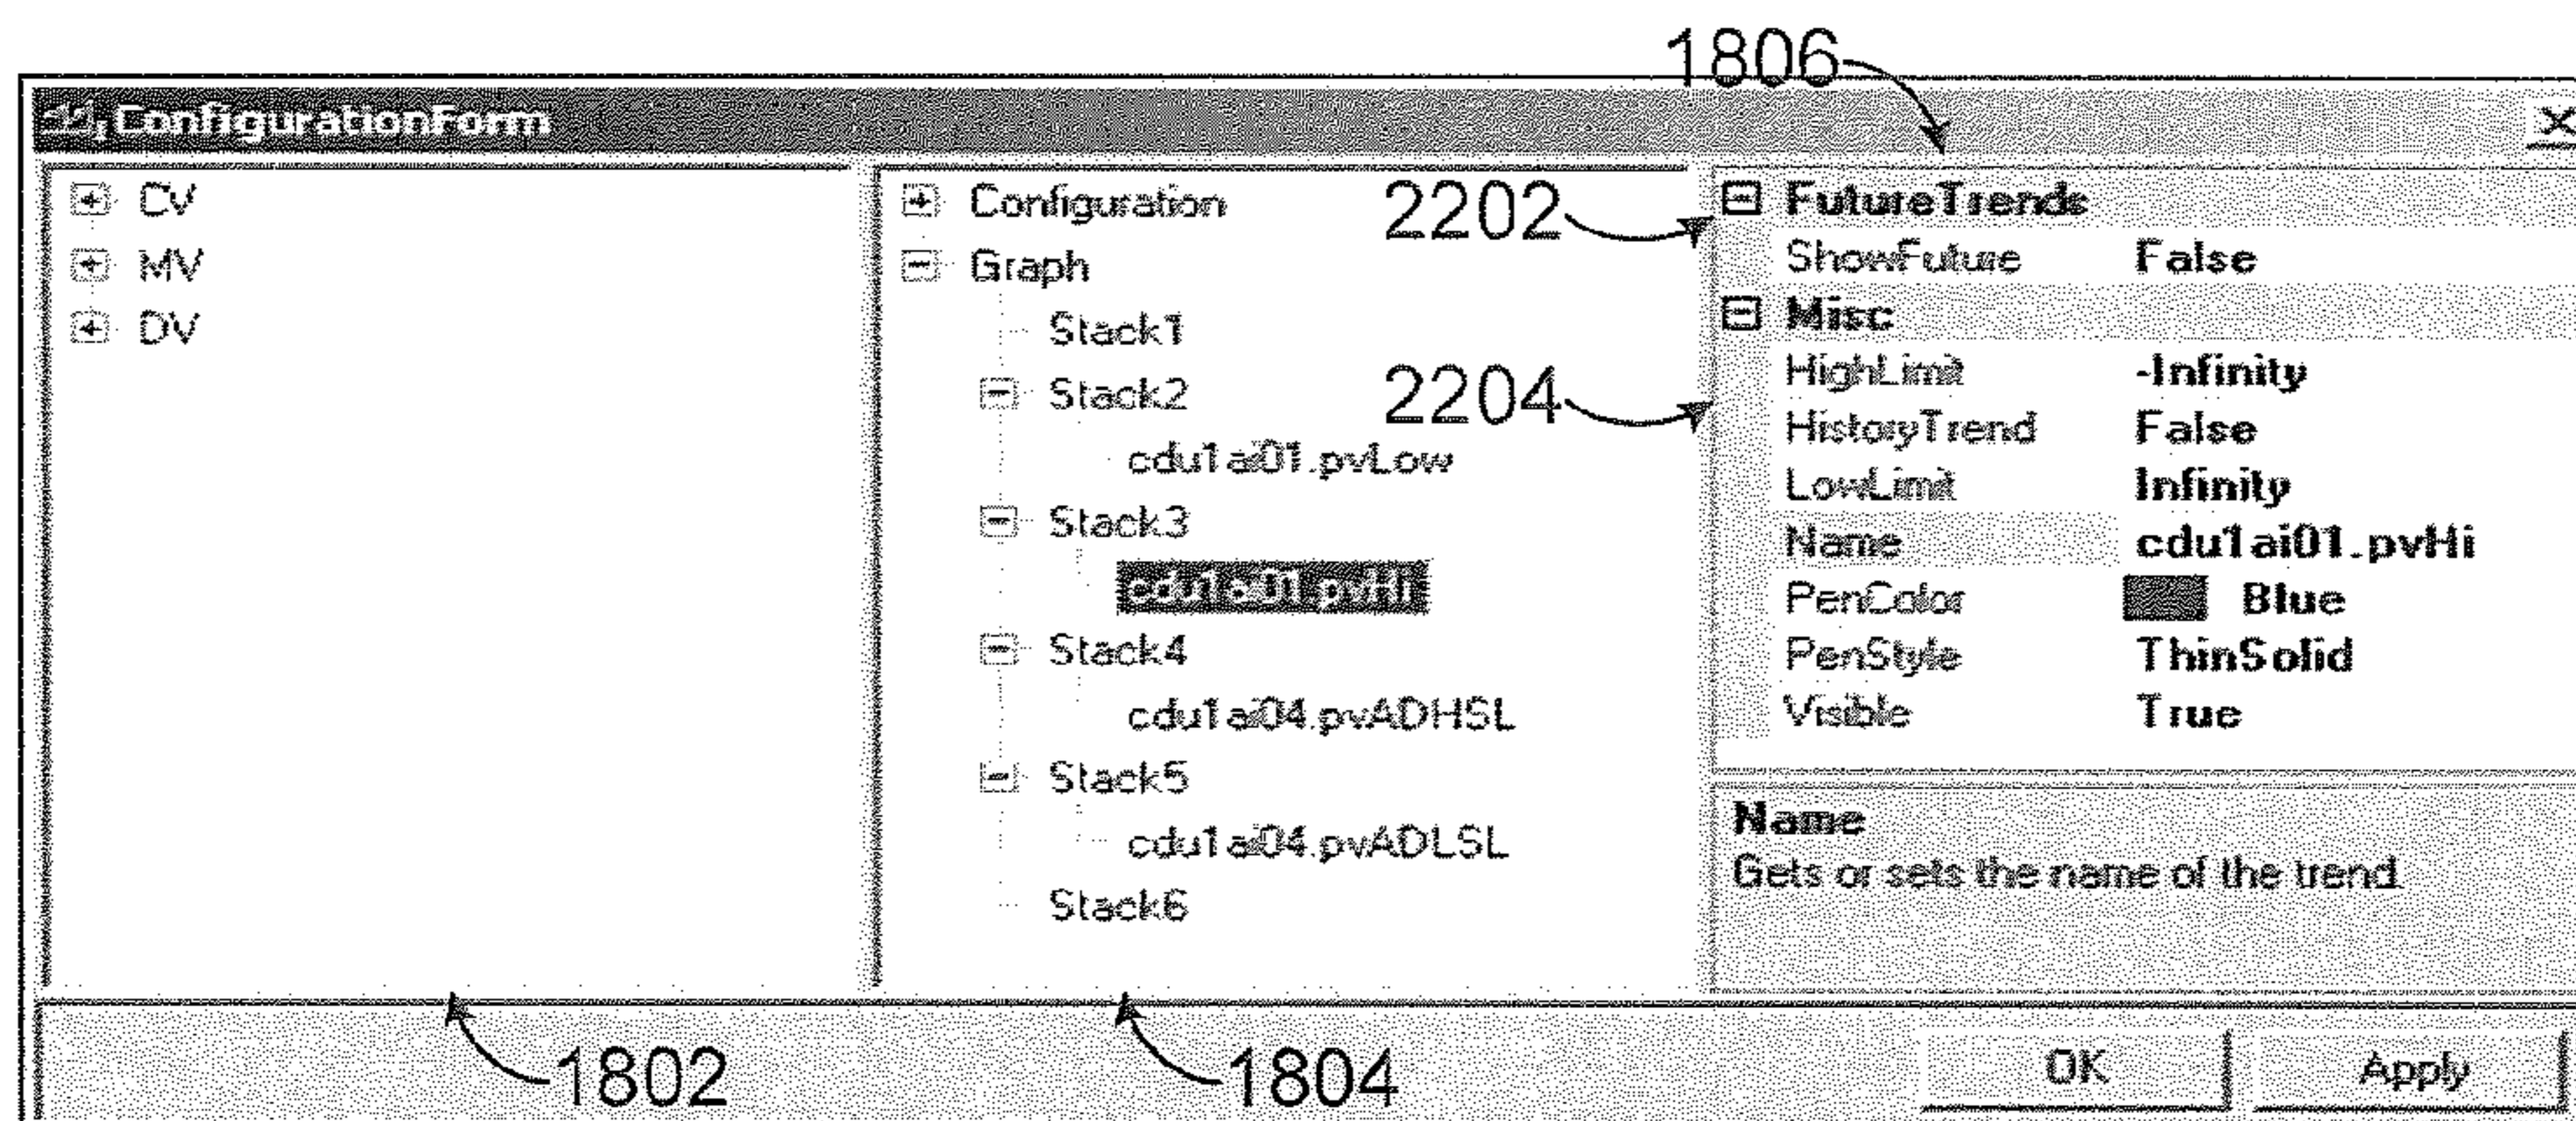 1806
ConfigurationForm
CV
MV
DV
Configuration
Graph
Stack1
Stack2
cdu1ai01.pvLow
Stack3
cdu1ai01.pvHi
Stack4
cdu1ai04.pvADHSL
Stack5
cdu1ai04.pvADLSL
Stack6
2202
2204
FutureTrends
ShowFuture False
Misc
HighLimit -Infinity
HistoryTrend False
LowLimit Infinity
Name cdu1ai01.pvHi
PenColor Blue
PenStyle ThinSolid
Visible True
Name
Gets or sets the name of the trend.
1802
1804
OK Apply